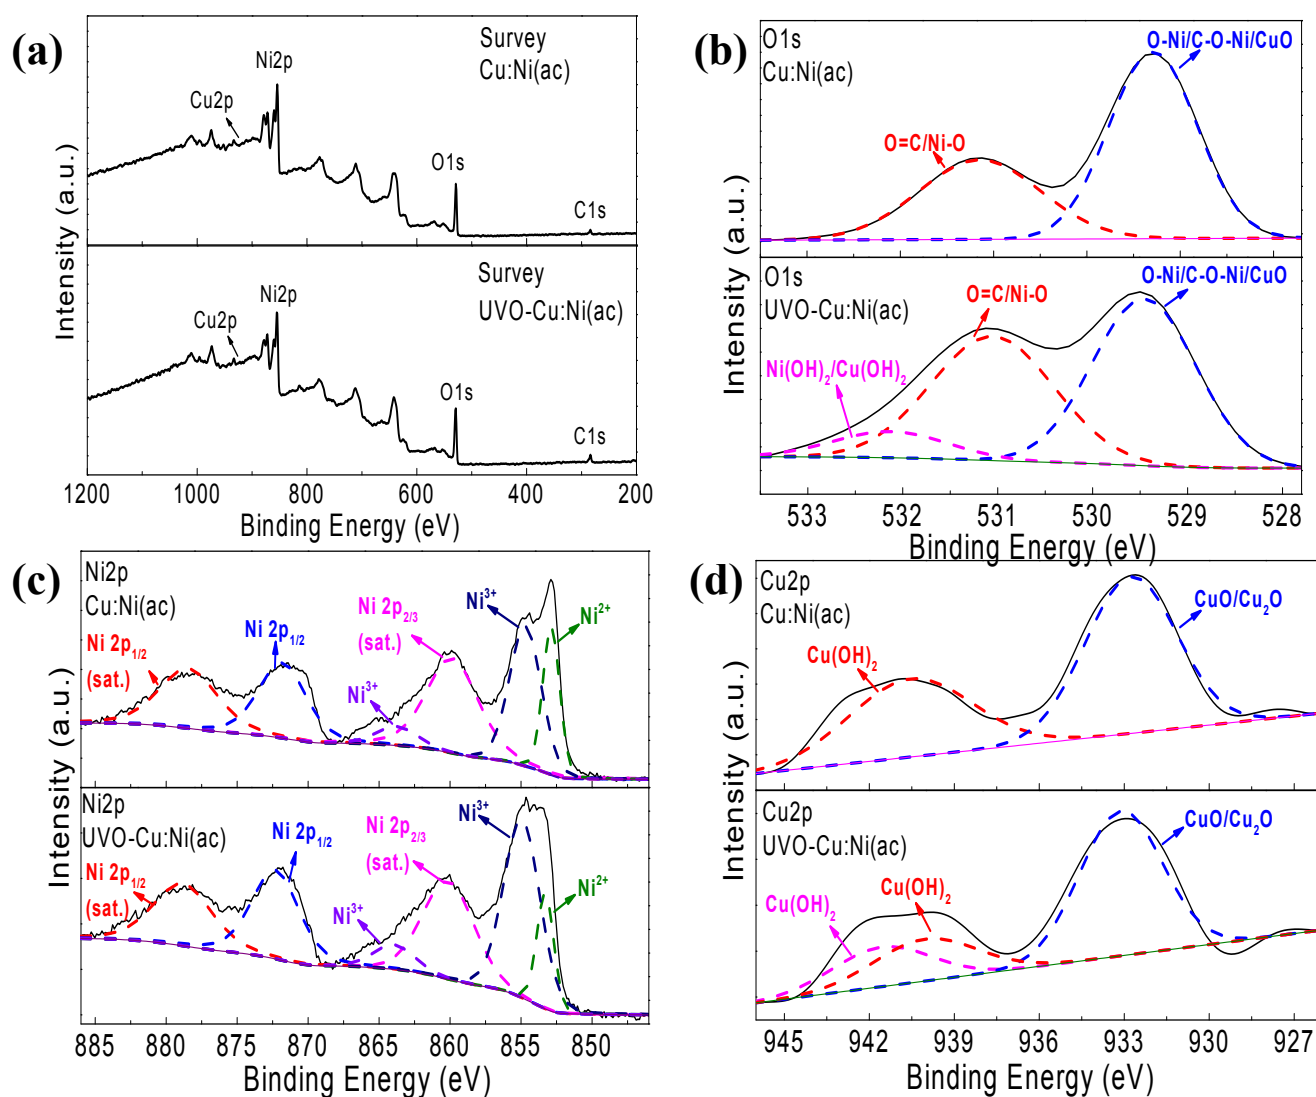 (a)
Survey
Cu:Ni(ac)
Ni2p
Cu2p
O1s
C1s
Survey
UVO-Cu:Ni(ac)
Ni2p
Cu2p
O1s
C1s
Intensity (a.u.)
1200 1000 800 600 400 200
Binding Energy (eV)
(b)
O1s
Cu:Ni(ac)
O-Ni/C-O-Ni/CuO
O=C/Ni-O
O1s
UVO-Cu:Ni(ac)
O-Ni/C-O-Ni/CuO
O=C/Ni-O
Ni(OH)2/Cu(OH)2
Intensity (a.u.)
533 532 531 530 529 528
Binding Energy (eV)
(c)
Ni2p
Cu:Ni(ac)
Ni 2p1/2
(sat.)
Ni 2p1/2
Ni 2p2/3
(sat.)
Ni3+
Ni3+
Ni2+
Ni2p
UVO-Cu:Ni(ac)
Ni 2p1/2
(sat.)
Ni 2p1/2
Ni 2p2/3
(sat.)
Ni3+
Ni3+
Ni2+
Intensity (a.u.)
885 880 875 870 865 860 855 850
Binding Energy (eV)
(d)
Cu2p
Cu:Ni(ac)
CuO/Cu2O
Cu(OH)2
Cu2p
UVO-Cu:Ni(ac)
CuO/Cu2O
Cu(OH)2
Cu(OH)2
Intensity (a.u.)
945 942 939 936 933 930 927
Binding Energy (eV)